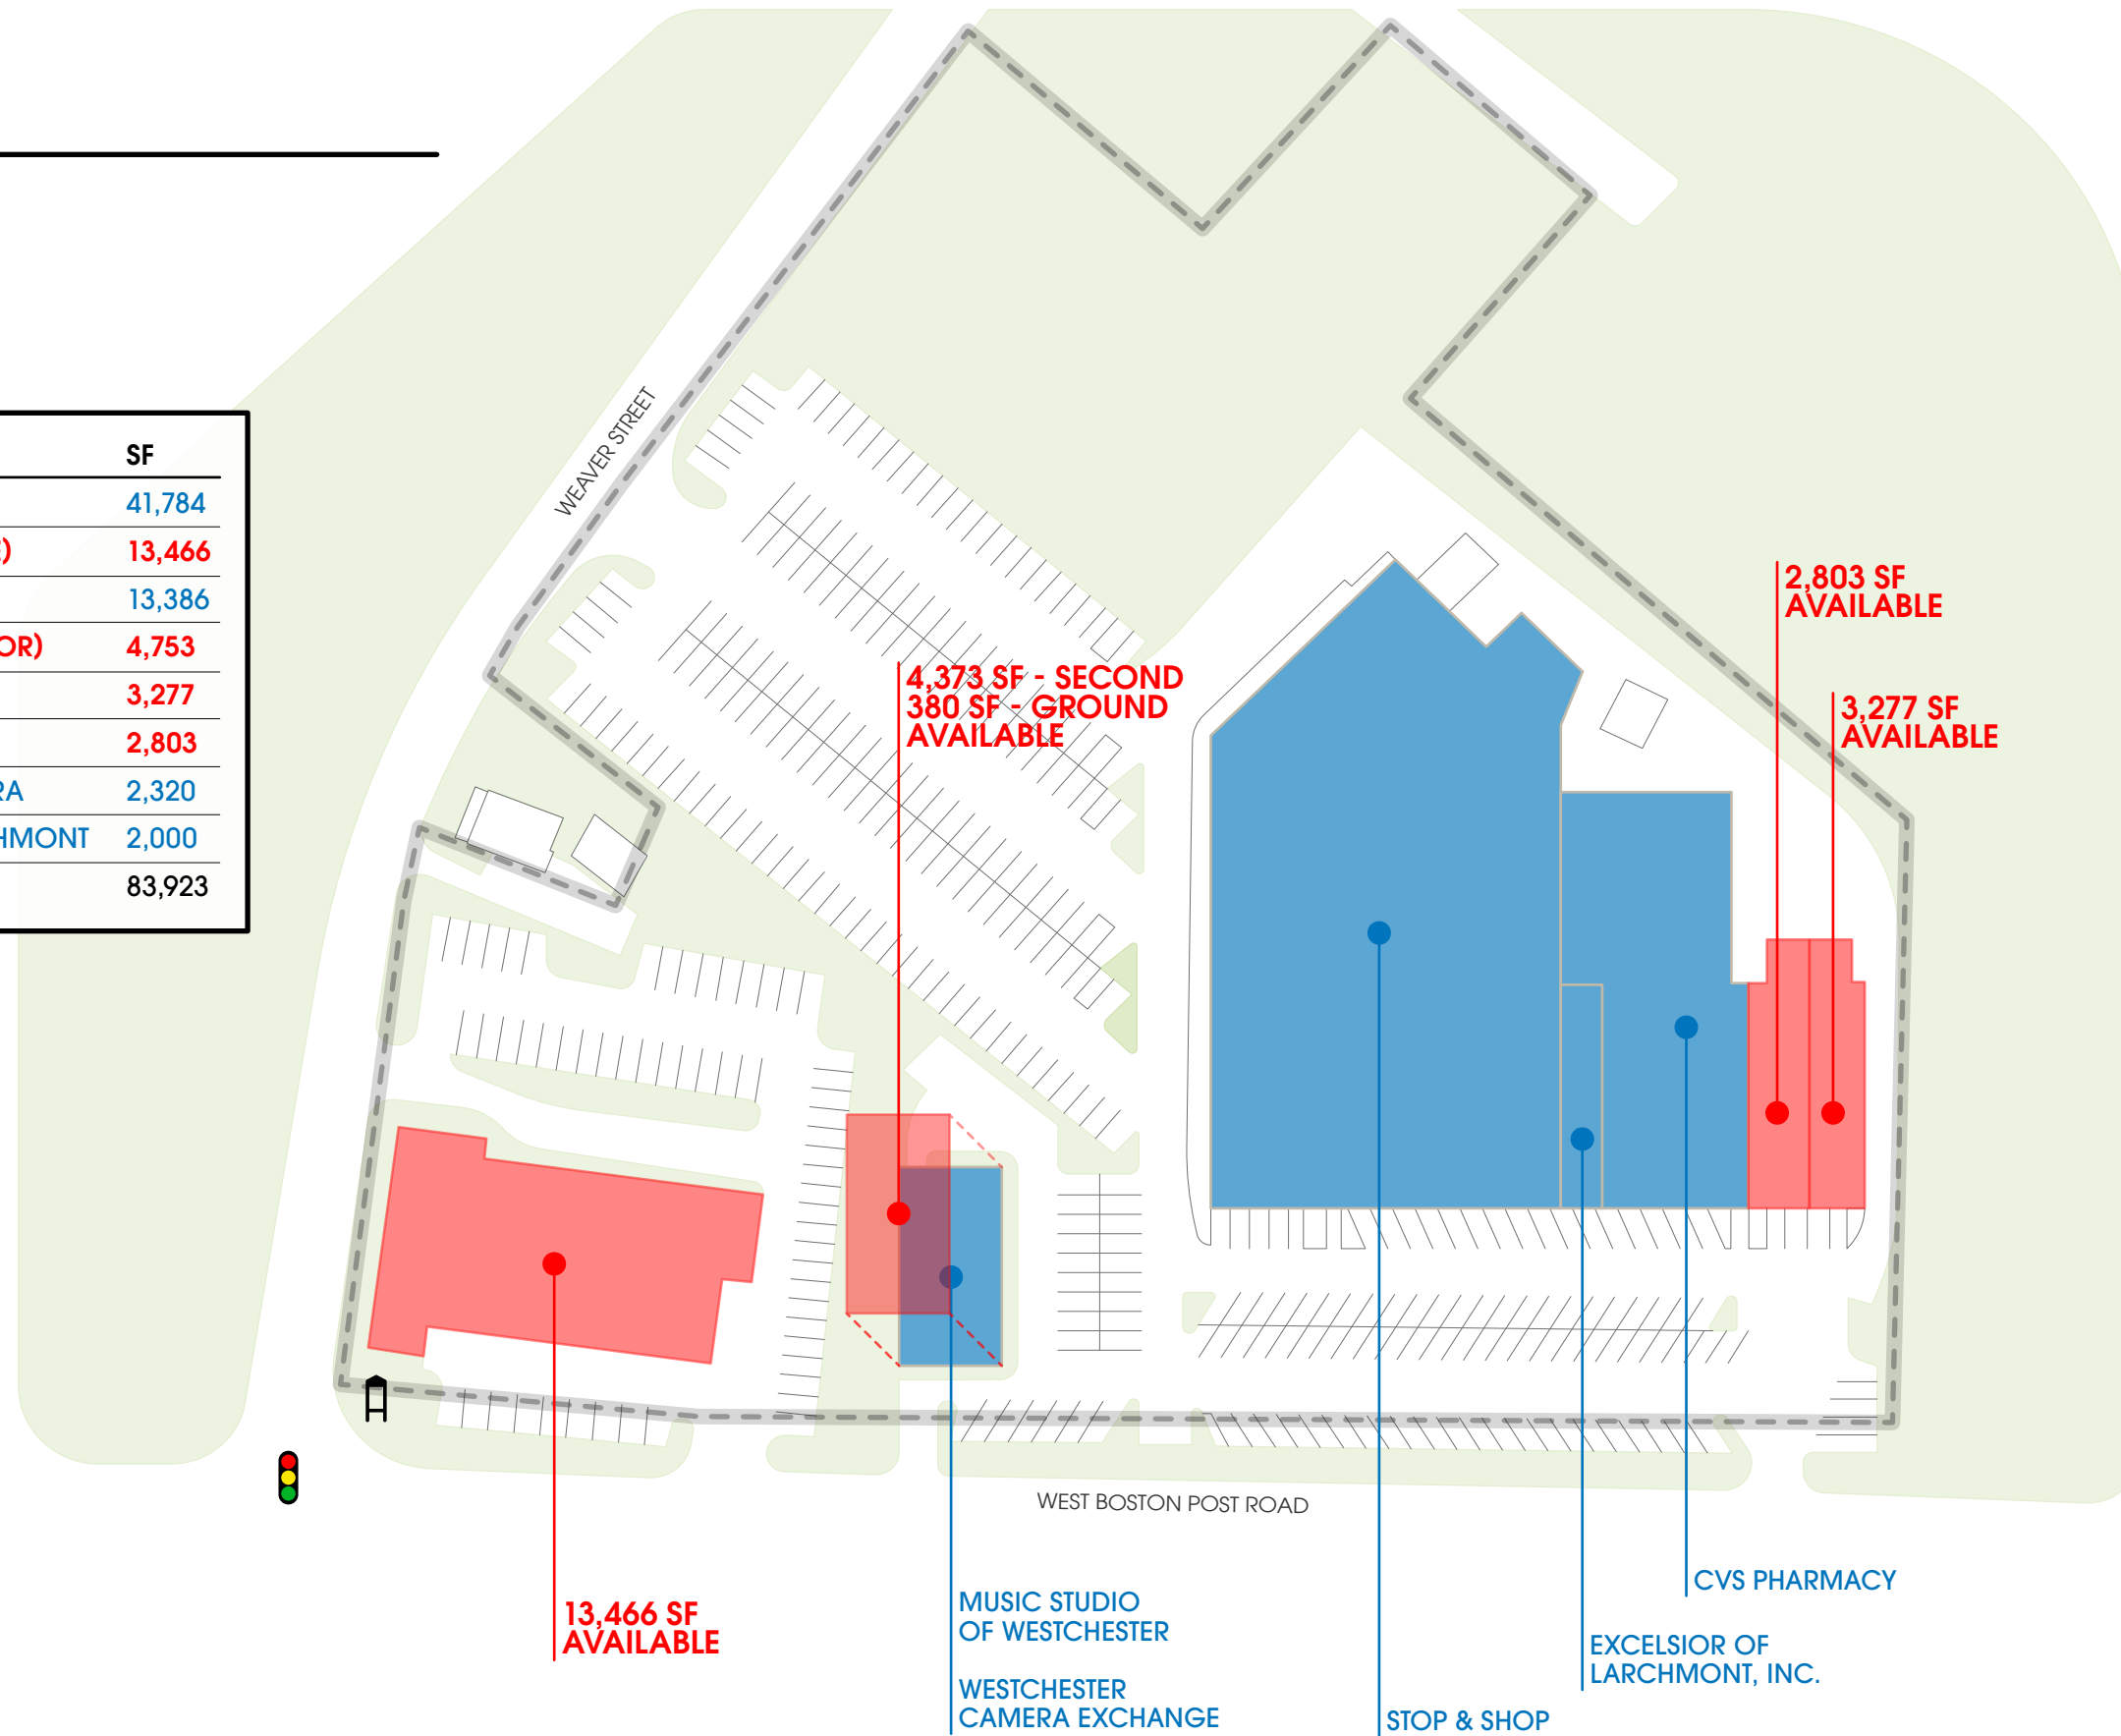 SF
41,784
13,466
13,386
OR) 4,753
3,277
2,803
RA 2,320
HMONT 2,000
83,923
WEAVER STREET
2,803 SF
AVAILABLE
4,373 SF - SECOND
380 SF - GROUND
AVAILABLE
3,277 SF
AVAILABLE
WEST BOSTON POST ROAD
13,466 SF
AVAILABLE
MUSIC STUDIO
OF WESTCHESTER
WESTCHESTER
CAMERA EXCHANGE
CVS PHARMACY
EXCELSIOR OF
LARCHMONT, INC.
STOP & SHOP